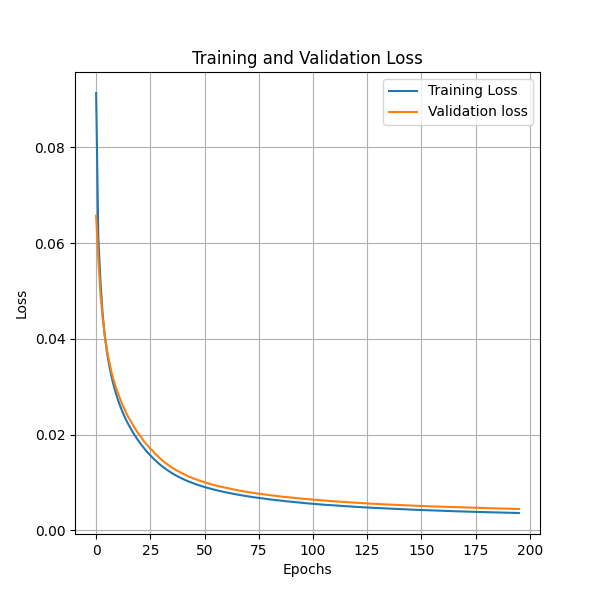 Training and Validation Loss
Training Loss
Validation loss
0.08
0.06
0.04
0.02
0.00
Loss
0 25 50 75 100 125 150 175 200
Epochs